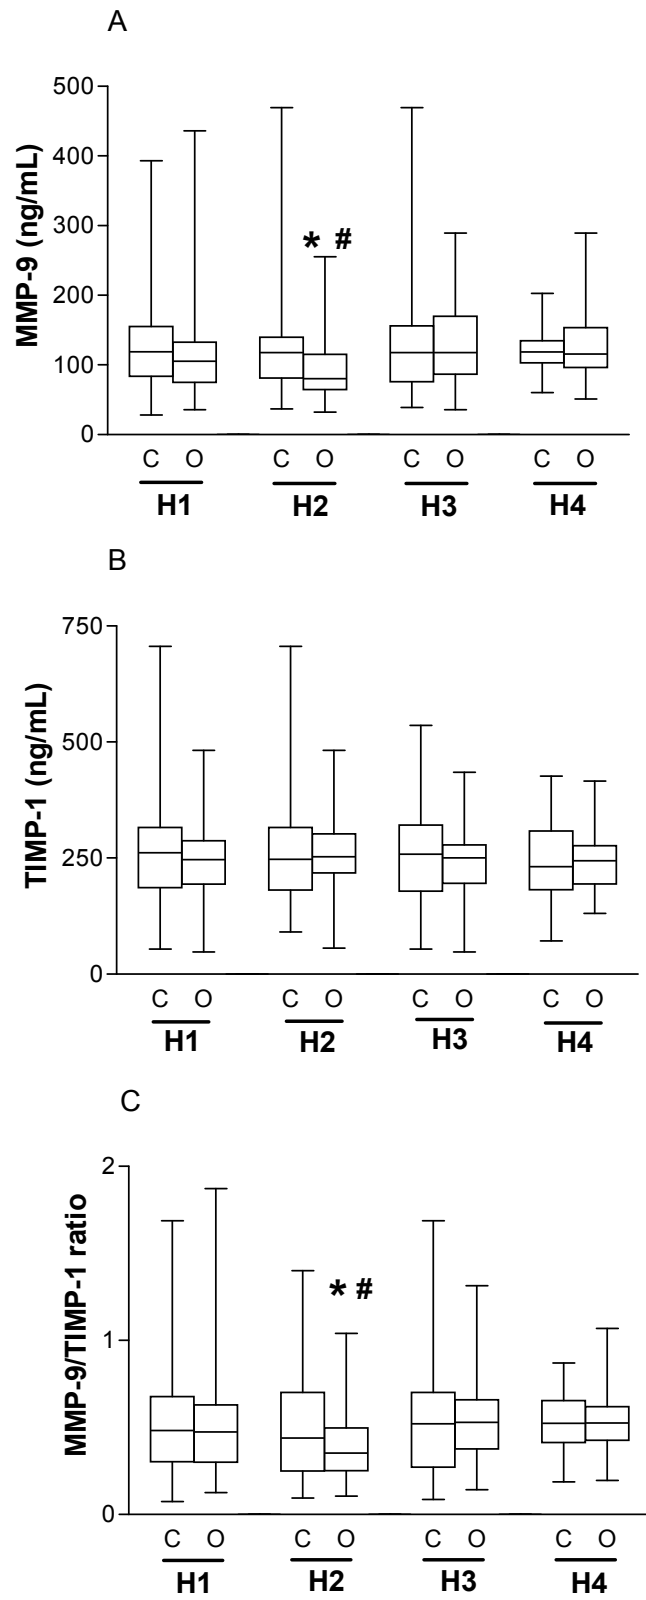 A
MMP-9 (ng/mL)
500
400
300
200
100
0
* #
C O C O C O C O
H1 H2 H3 H4
B
TIMP-1 (ng/mL)
750
500
250
0
C O C O C O C O
H1 H2 H3 H4
C
MMP-9/TIMP-1 ratio
2
1
0
* #
C O C O C O C O
H1 H2 H3 H4